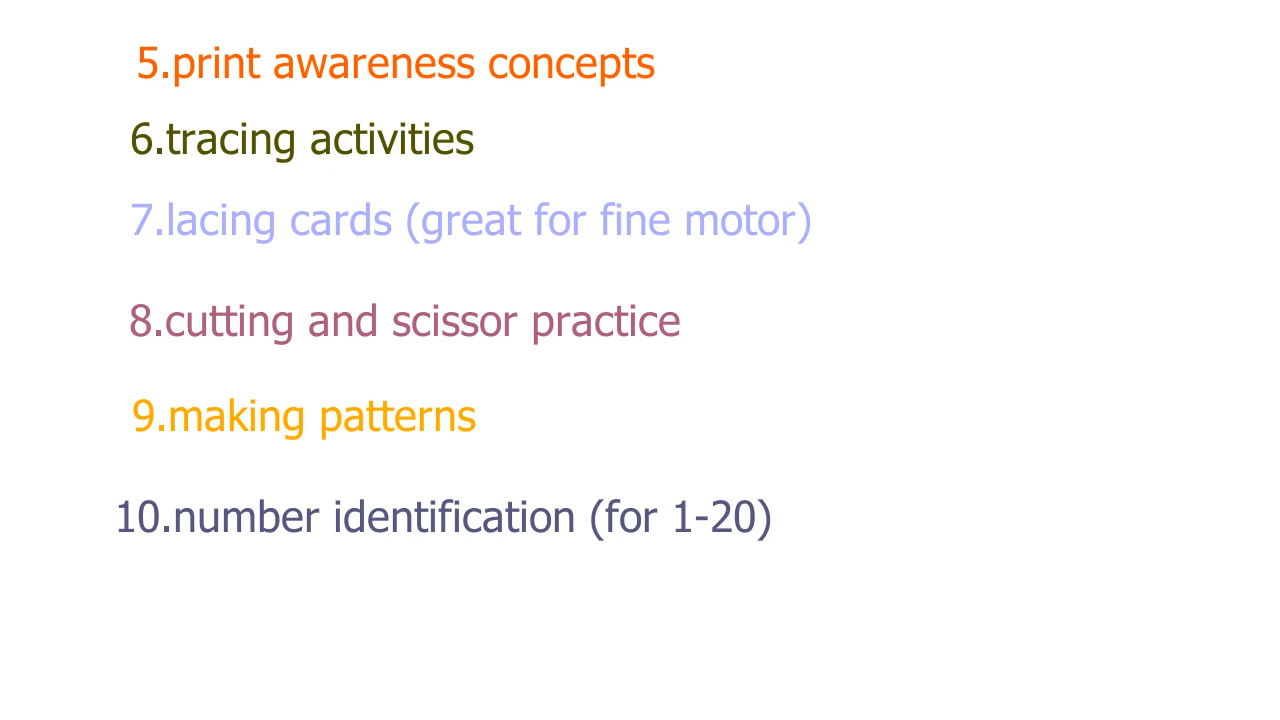 5.print awareness concepts
6.tracing activities
7.lacing cards (great for fine motor)
8.cutting and scissor practice
9.making patterns
10.number identification (for 1-20)